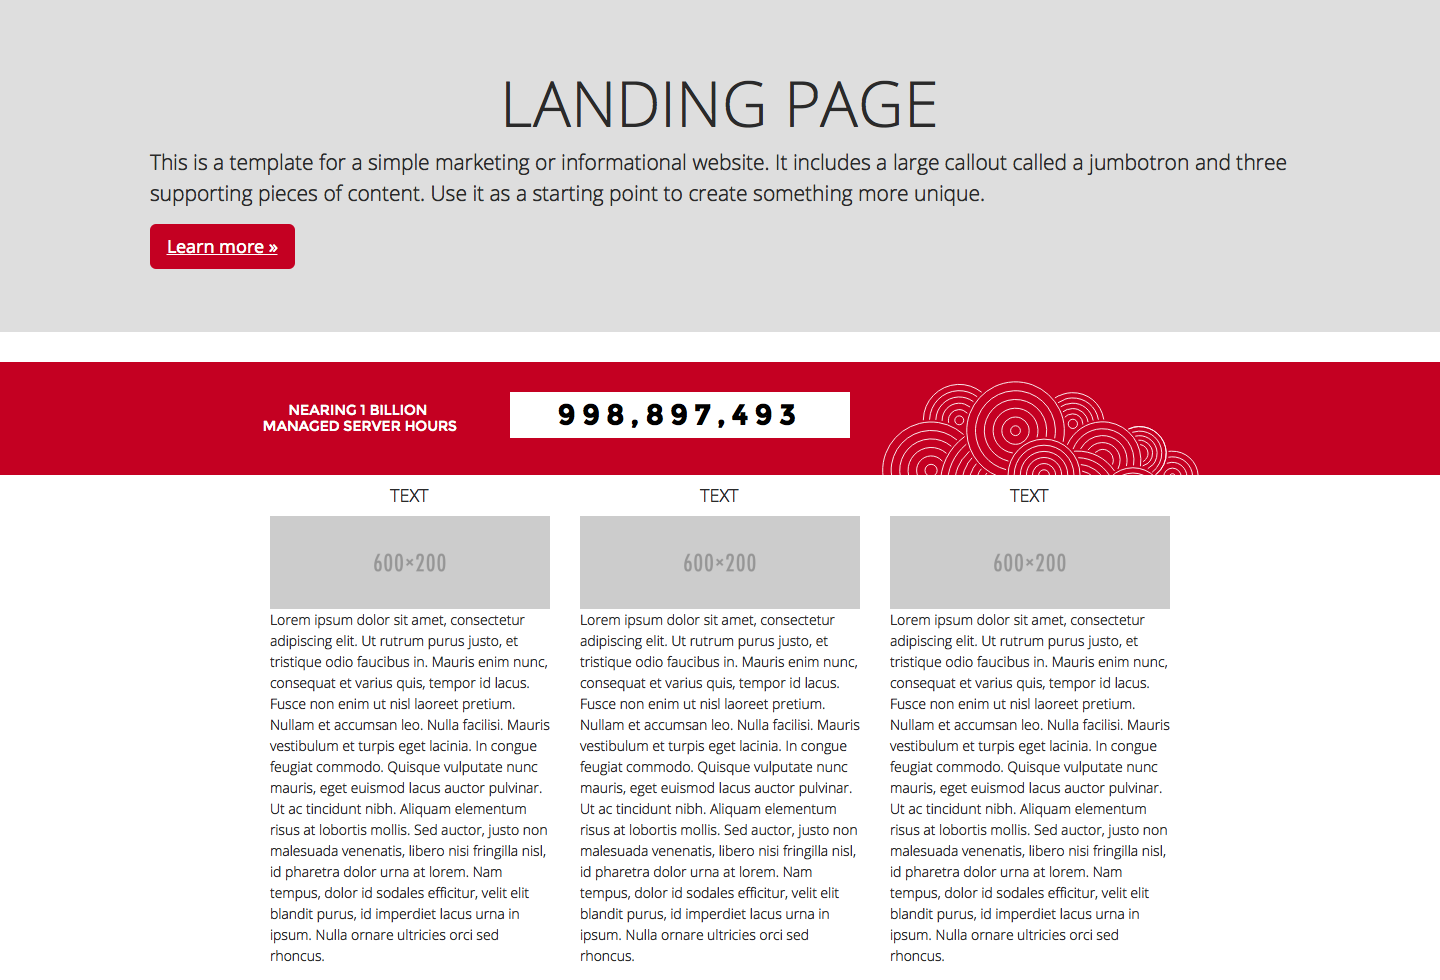 LANDING PAGE
This is a template for a simple marketing or informational website. It includes a large callout called a jumbotron and three
supporting pieces of content. Use it as a starting point to create something more unique.
Learn more »
NEARING 1 BILLION
MANAGED SERVER HOURS
998,897,493
TEXT
600×200
Lorem ipsum dolor sit amet, consectetur
adipiscing elit. Ut rutrum purus justo, et
tristique odio faucibus in. Mauris enim nunc,
consequat et varius quis, tempor id lacus.
Fusce non enim ut nisl laoreet pretium.
Nullam et accumsan leo. Nulla facilisi. Mauris
vestibulum et turpis eget lacinia. In congue
feugiat commodo. Quisque vulputate nunc
mauris, eget euismod lacus auctor pulvinar.
Ut ac tincidunt nibh. Aliquam elementum
risus at lobortis mollis. Sed auctor, justo non
malesuada venenatis, libero nisi fringilla nisl,
id pharetra dolor urna at lorem. Nam
tempus, dolor id sodales efficitur, velit elit
blandit purus, id imperdiet lacus urna in
ipsum. Nulla ornare ultricies orci sed
rhoncus.
TEXT
600×200
Lorem ipsum dolor sit amet, consectetur
adipiscing elit. Ut rutrum purus justo, et
tristique odio faucibus in. Mauris enim nunc,
consequat et varius quis, tempor id lacus.
Fusce non enim ut nisl laoreet pretium.
Nullam et accumsan leo. Nulla facilisi. Mauris
vestibulum et turpis eget lacinia. In congue
feugiat commodo. Quisque vulputate nunc
mauris, eget euismod lacus auctor pulvinar.
Ut ac tincidunt nibh. Aliquam elementum
risus at lobortis mollis. Sed auctor, justo non
malesuada venenatis, libero nisi fringilla nisl,
id pharetra dolor urna at lorem. Nam
tempus, dolor id sodales efficitur, velit elit
blandit purus, id imperdiet lacus urna in
ipsum. Nulla ornare ultricies orci sed
rhoncus.
TEXT
600×200
Lorem ipsum dolor sit amet, consectetur
adipiscing elit. Ut rutrum purus justo, et
tristique odio faucibus in. Mauris enim nunc,
consequat et varius quis, tempor id lacus.
Fusce non enim ut nisl laoreet pretium.
Nullam et accumsan leo. Nulla facilisi. Mauris
vestibulum et turpis eget lacinia. In congue
feugiat commodo. Quisque vulputate nunc
mauris, eget euismod lacus auctor pulvinar.
Ut ac tincidunt nibh. Aliquam elementum
risus at lobortis mollis. Sed auctor, justo non
malesuada venenatis, libero nisi fringilla nisl,
id pharetra dolor urna at lorem. Nam
tempus, dolor id sodales efficitur, velit elit
blandit purus, id imperdiet lacus urna in
ipsum. Nulla ornare ultricies orci sed
rhoncus.